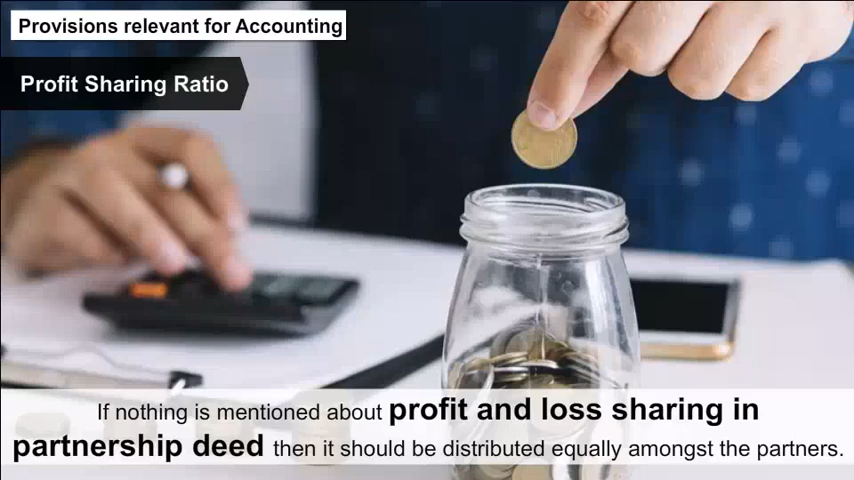 Provisions relevant for Accounting
Profit Sharing Ratio
If nothing is mentioned about profit and loss sharing in
partnership deed then it should be distributed equally amongst the partners.